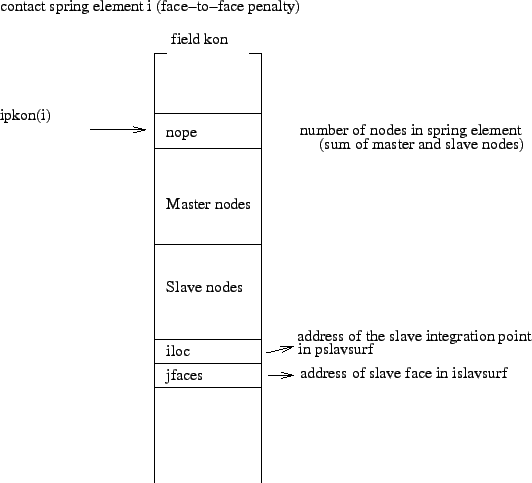 contact spring element i (face-to-face penalty)
field kon
ipkon(i)
nope
number of nodes in spring element
(sum of master and slave nodes)
Master nodes
Slave nodes
address of the slave integration point
in pslavsurf
iloc
jfaces
address of slave face in islavsurf